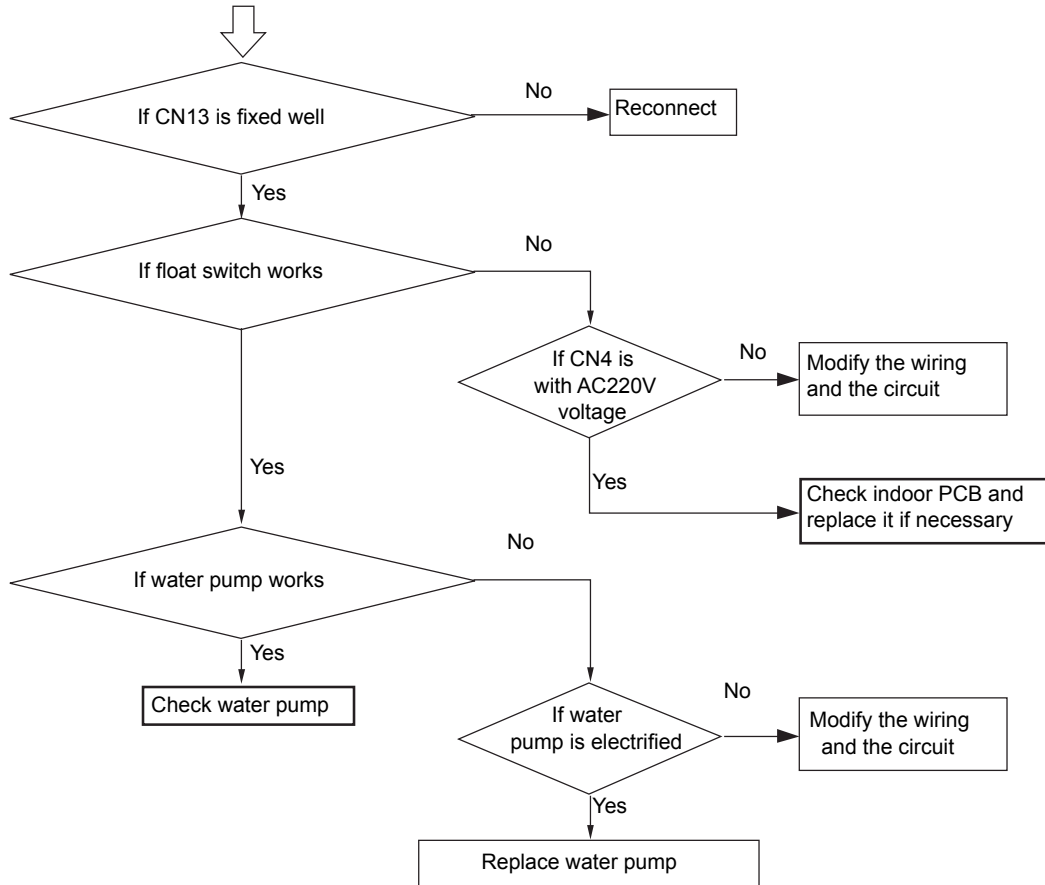 If CN13 is fixed well
No
Reconnect
Yes
If float switch works
No
If CN4 is
with AC220V
voltage
No
Modify the wiring
and the circuit
Yes
Check indoor PCB and
replace it if necessary
Yes
If water pump works
No
Yes
Check water pump
If water
pump is electrified
No
Modify the wiring
and the circuit
Yes
Replace water pump